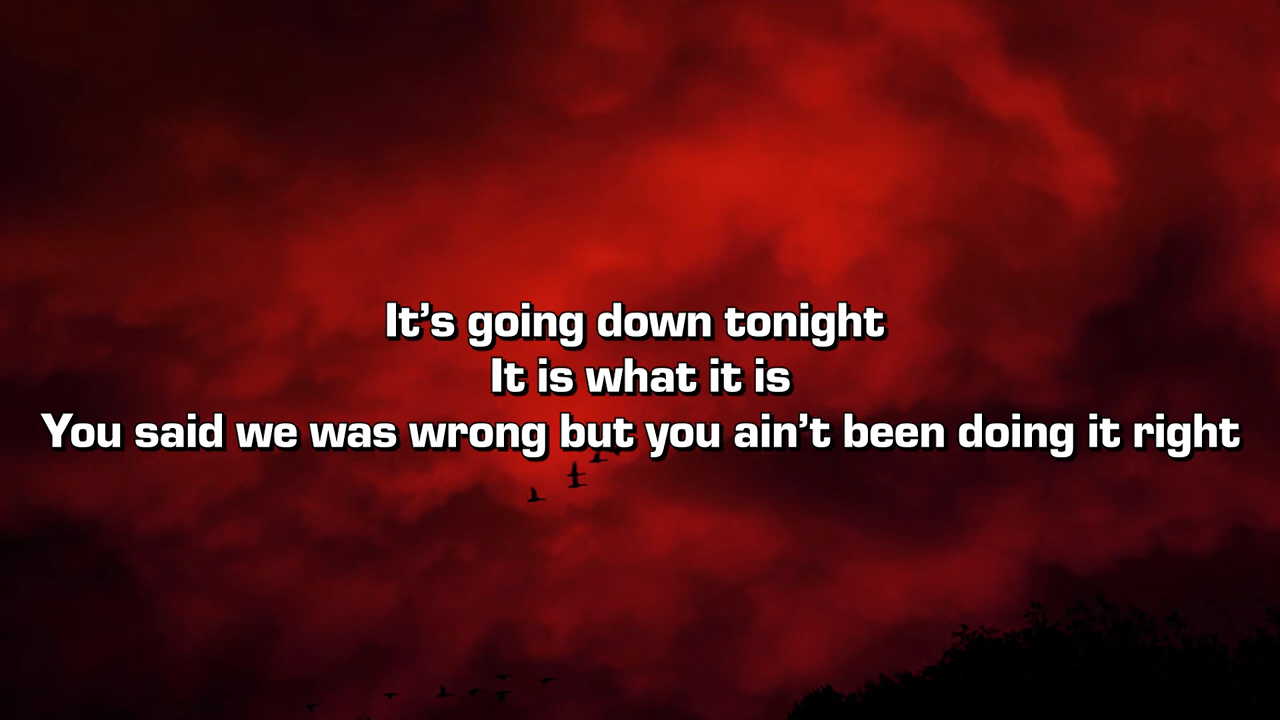 It’s going down tonight
It is what it is
You said we was wrong but you ain’t been doing it right